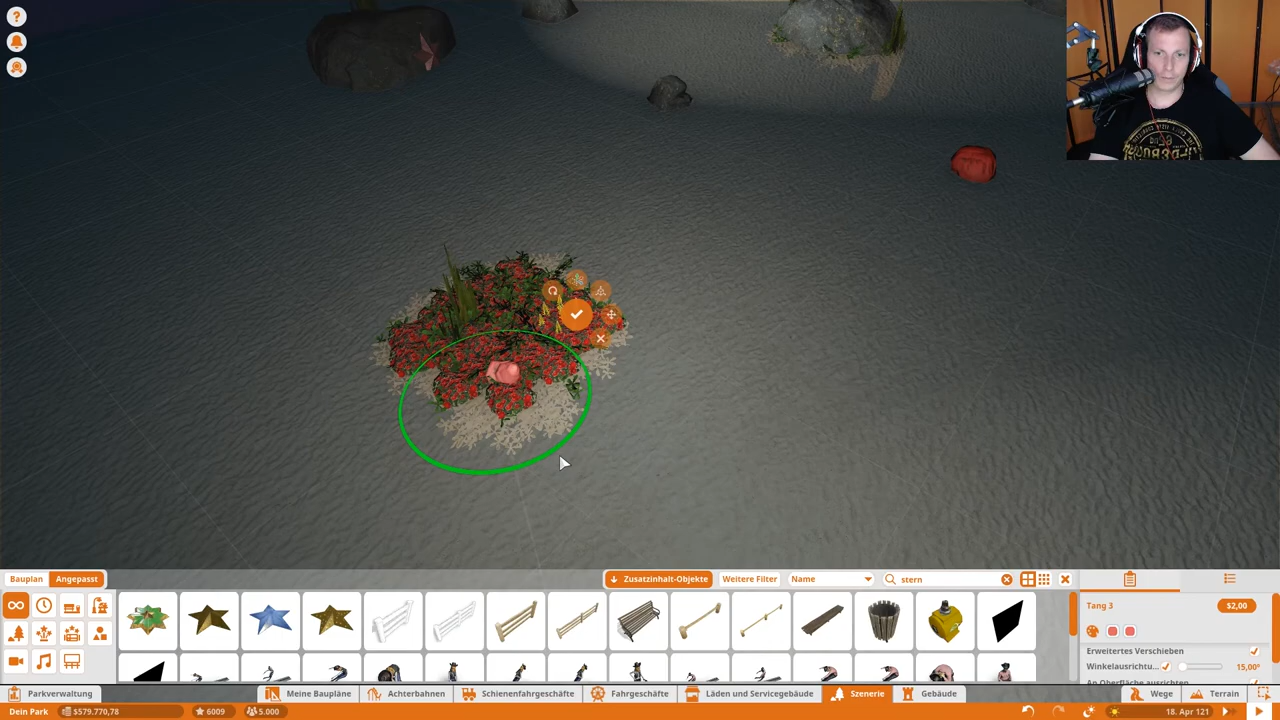 Bauplan
Angepasst
Zusatzinhalt-Objekte
Weitere Filter
Name
stern
Tang 3
$2,00
Erweitertes Verschieben
Winkelausrichtu...
15,00°
Parkverwaltung
Meine Baupläne
Achterbahnen
Schienenfahrgeschäfte
Fahrgeschäfte
Läden und Servicegebäude
Szenerie
Gebäude
Wege
Terrain
Dein Park
$579.770,78
6009
5.000
18. Apr 121